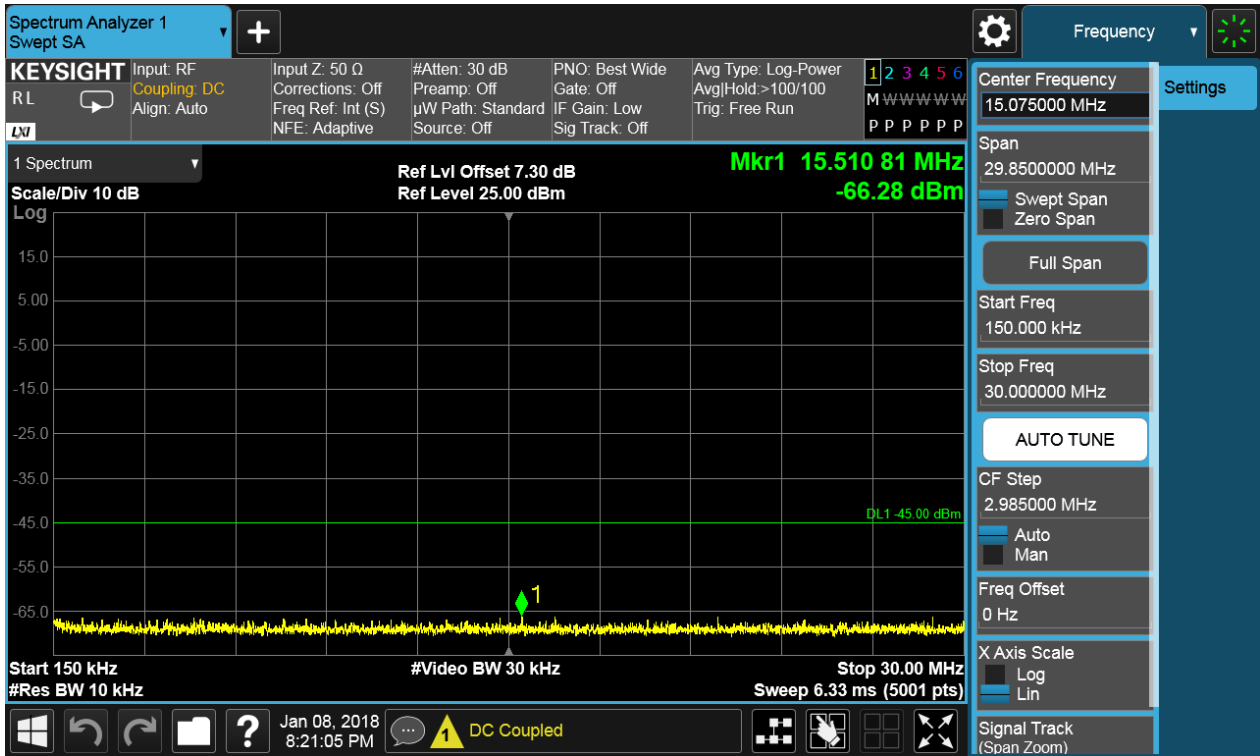 Spectrum Analyzer 1
Swept SA
+
Frequency
KEYSIGHT
RL
LXI
Input: RF
Coupling: DC
Align: Auto
Input Z: 50 Ω
Corrections: Off
Freq Ref: Int (S)
NFE: Adaptive
#Atten: 30 dB
Preamp: Off
µW Path: Standard
Source: Off
PNO: Best Wide
Gate: Off
IF Gain: Low
Sig Track: Off
Avg Type: Log-Power
Avg|Hold:>100/100
Trig: Free Run
1 2 3 4 5 6
M W W W W W
P P P P P P
1 Spectrum
Scale/Div 10 dB
Log
Ref Lvl Offset 7.30 dB
Ref Level 25.00 dBm
Mkr1 15.510 81 MHz
-66.28 dBm
15.0
5.00
-5.00
-15.0
-25.0
-35.0
-45.0
-55.0
-65.0
DL1 -45.00 dBm
1
Start 150 kHz
#Video BW 30 kHz
Stop 30.00 MHz
#Res BW 10 kHz
Sweep 6.33 ms (5001 pts)
Center Frequency
15.075000 MHz
Settings
Span
29.8500000 MHz
Swept Span
Zero Span
Full Span
Start Freq
150.000 kHz
Stop Freq
30.000000 MHz
AUTO TUNE
CF Step
2.985000 MHz
Auto
Man
Freq Offset
0 Hz
X Axis Scale
Log
Lin
Signal Track
(Span Zoom)
?
Jan 08, 2018
8:21:05 PM
1
DC Coupled